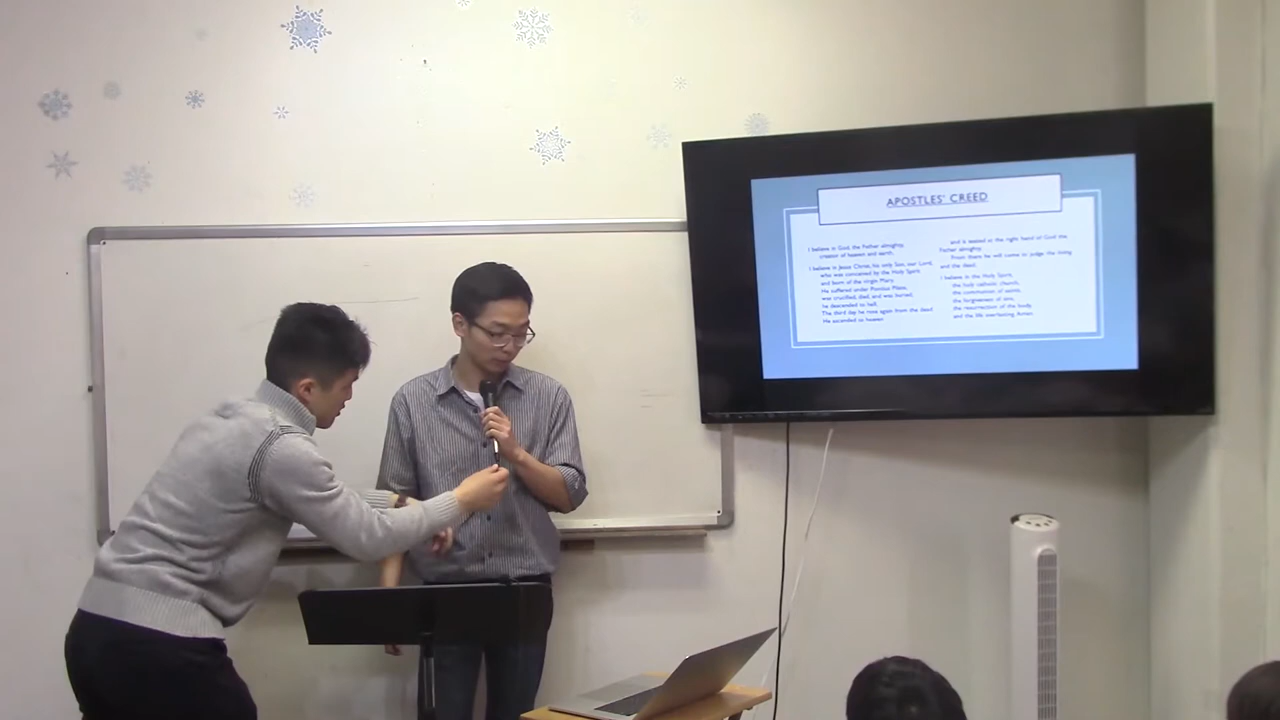 APOSTLES' CREED
I believe in God, the Father almighty,
creator of heaven and earth.
I believe in Jesus Christ, his only Son, our Lord,
who was conceived by the Holy Spirit
and born of the virgin Mary.
He suffered under Pontius Pilate,
was crucified, died, and was buried;
he descended to hell.
The third day he rose again from the dead.
He ascended to heaven
and is seated at the right hand of God the
Father almighty.
From there he will come to judge the living
and the dead.
I believe in the Holy Spirit,
the holy catholic church,
the communion of saints,
the forgiveness of sins,
the resurrection of the body,
and the life everlasting. Amen.